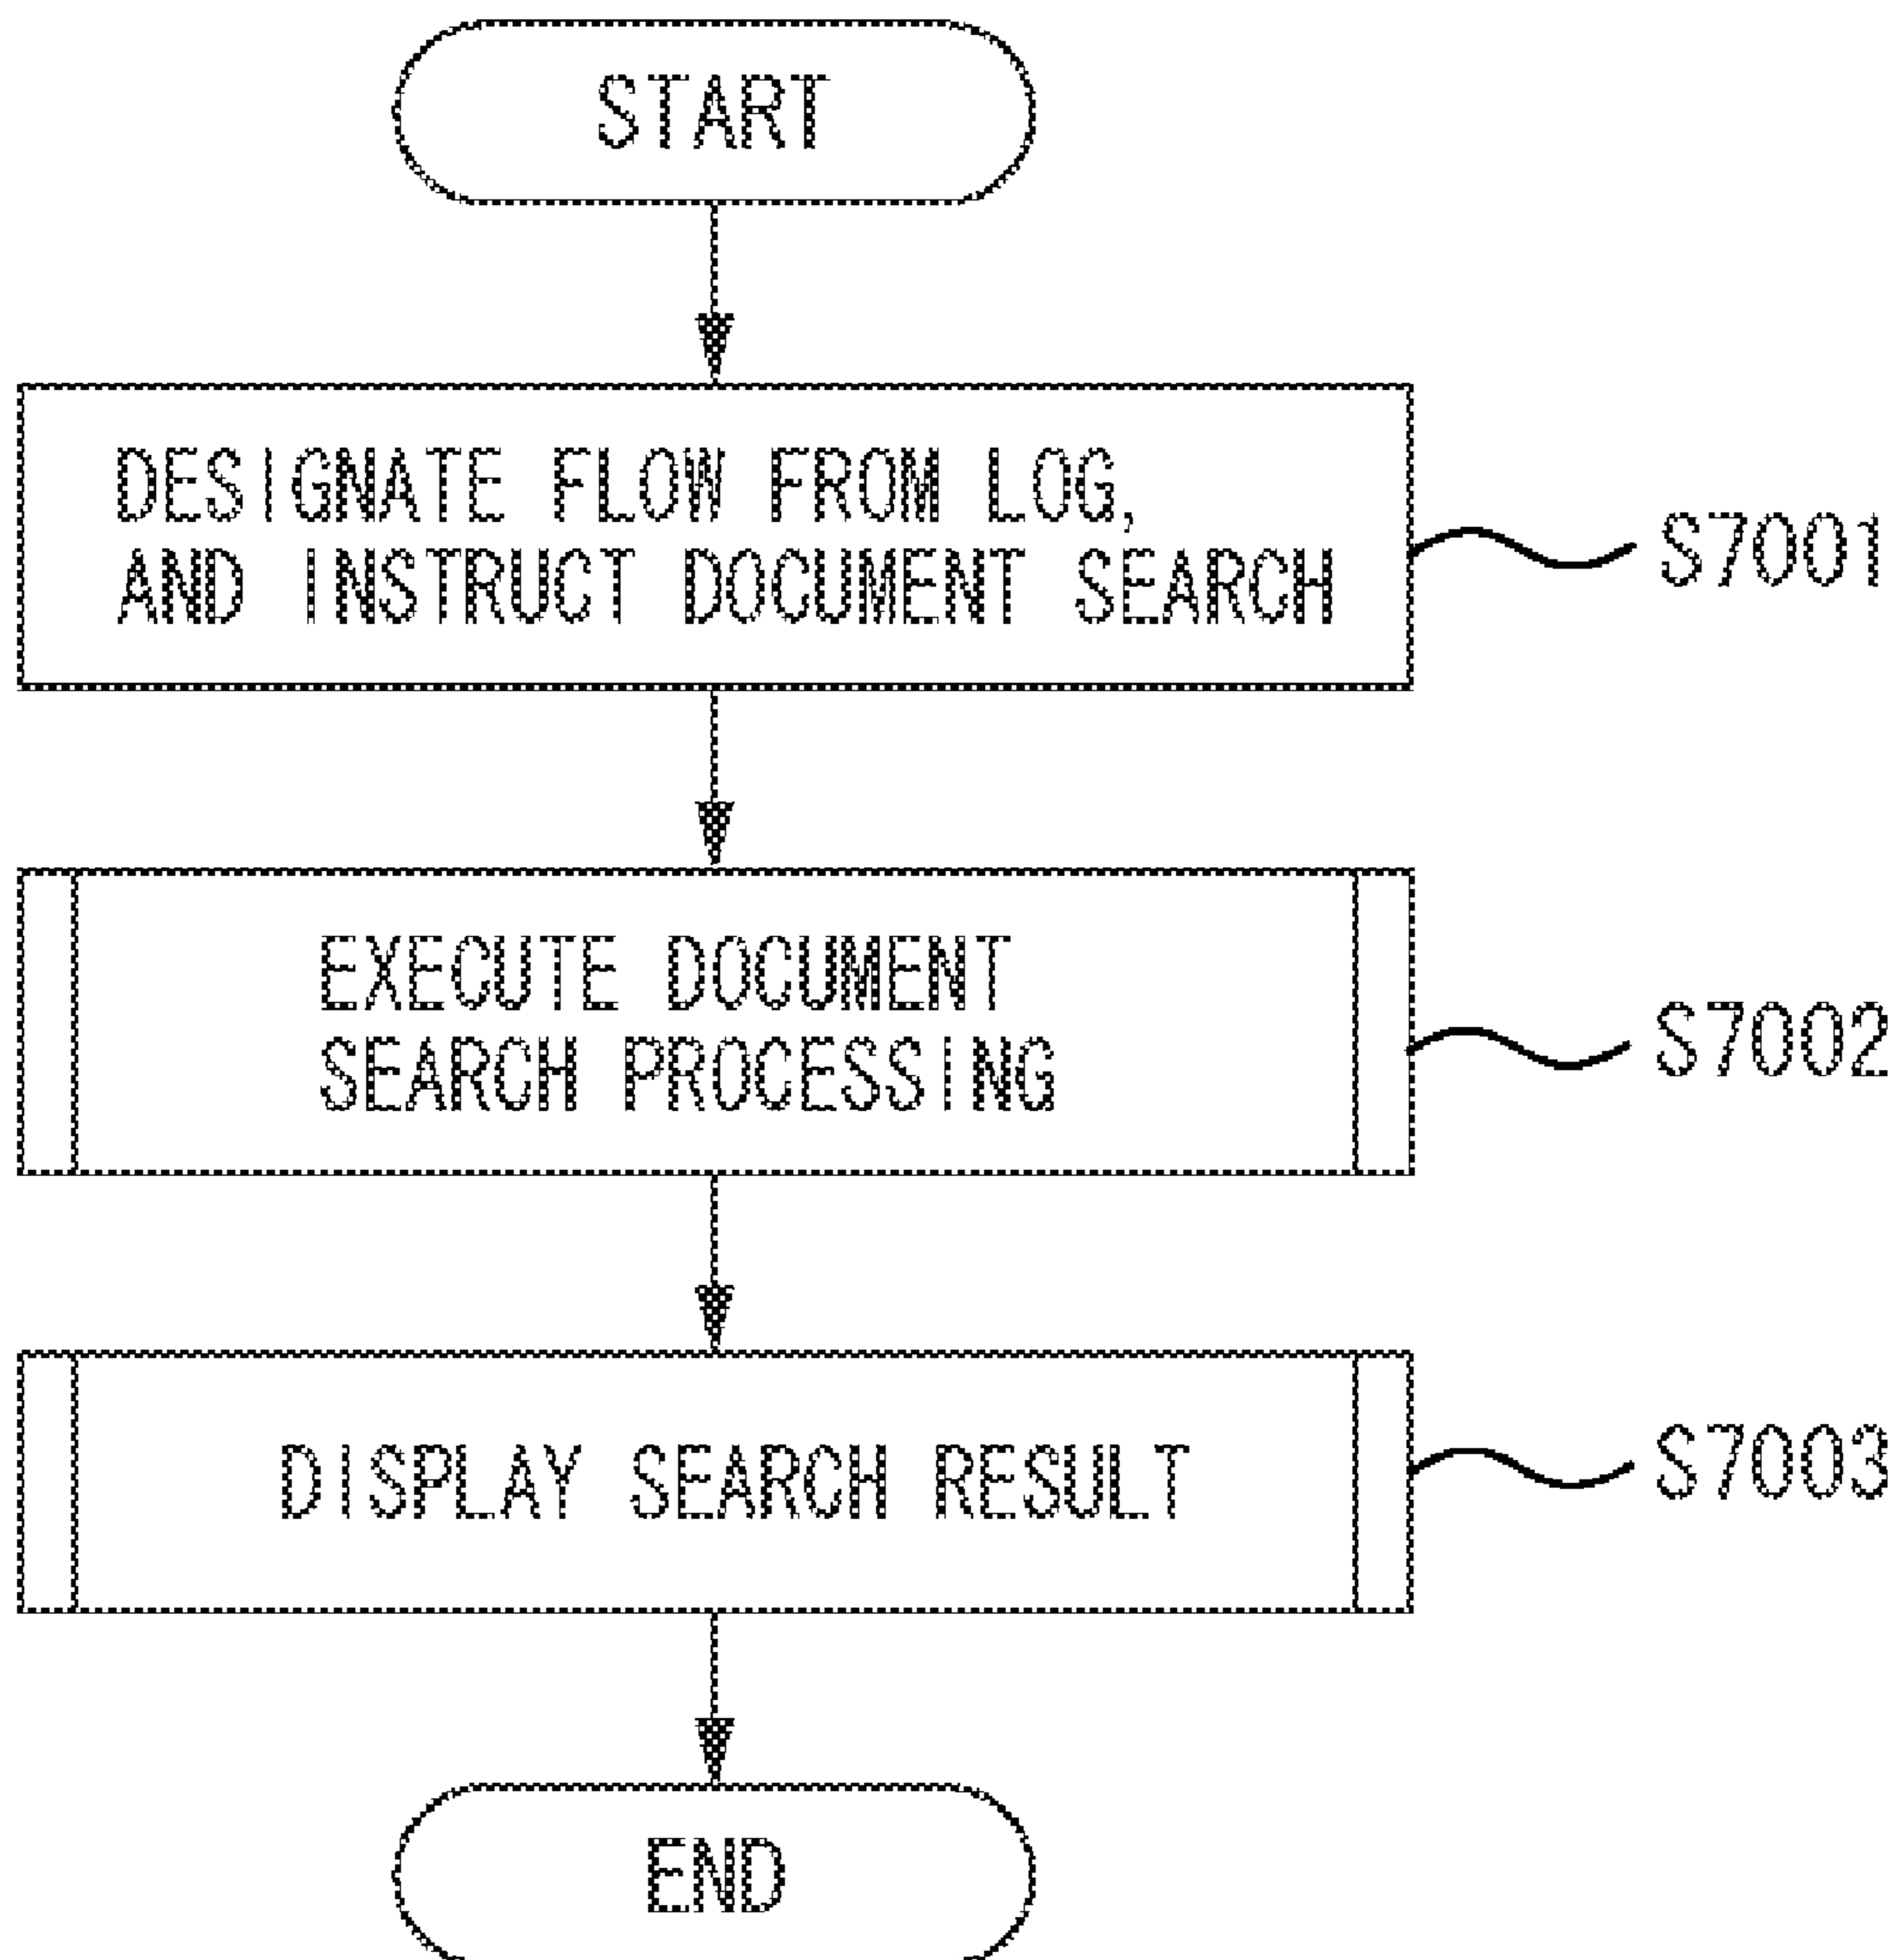 START
DESIGNATE FLOW FROM LOG,
AND INSTRUCT DOCUMENT SEARCH
S7001
EXECUTE DOCUMENT
SEARCH PROCESSING
S7002
DISPLAY SEARCH RESULT
S7003
END